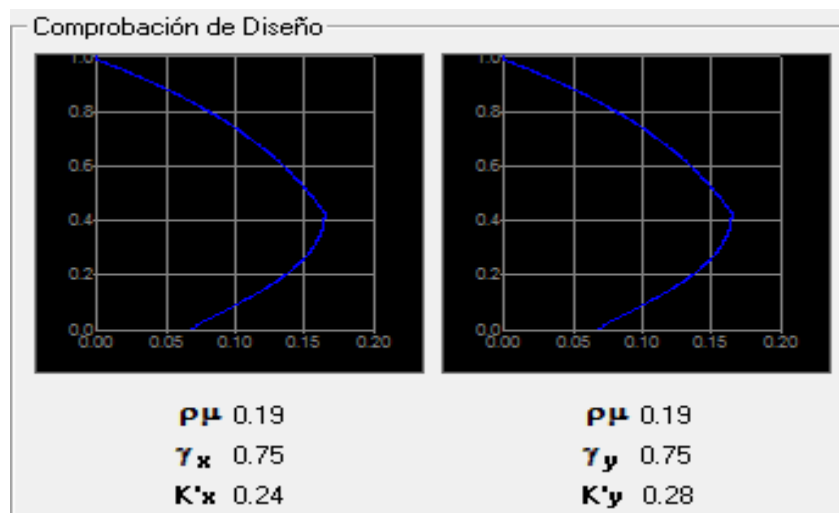 Comprobación de Diseño
1.0 1.0
0.8 0.8
0.6 0.6
0.4 0.4
0.2 0.2
0.0 0.0
0.00 0.05 0.10 0.15 0.20 0.00 0.05 0.10 0.15 0.20
ρμ 0.19 ρμ 0.19
γx 0.75 γy 0.75
K'x 0.24 K'y 0.28